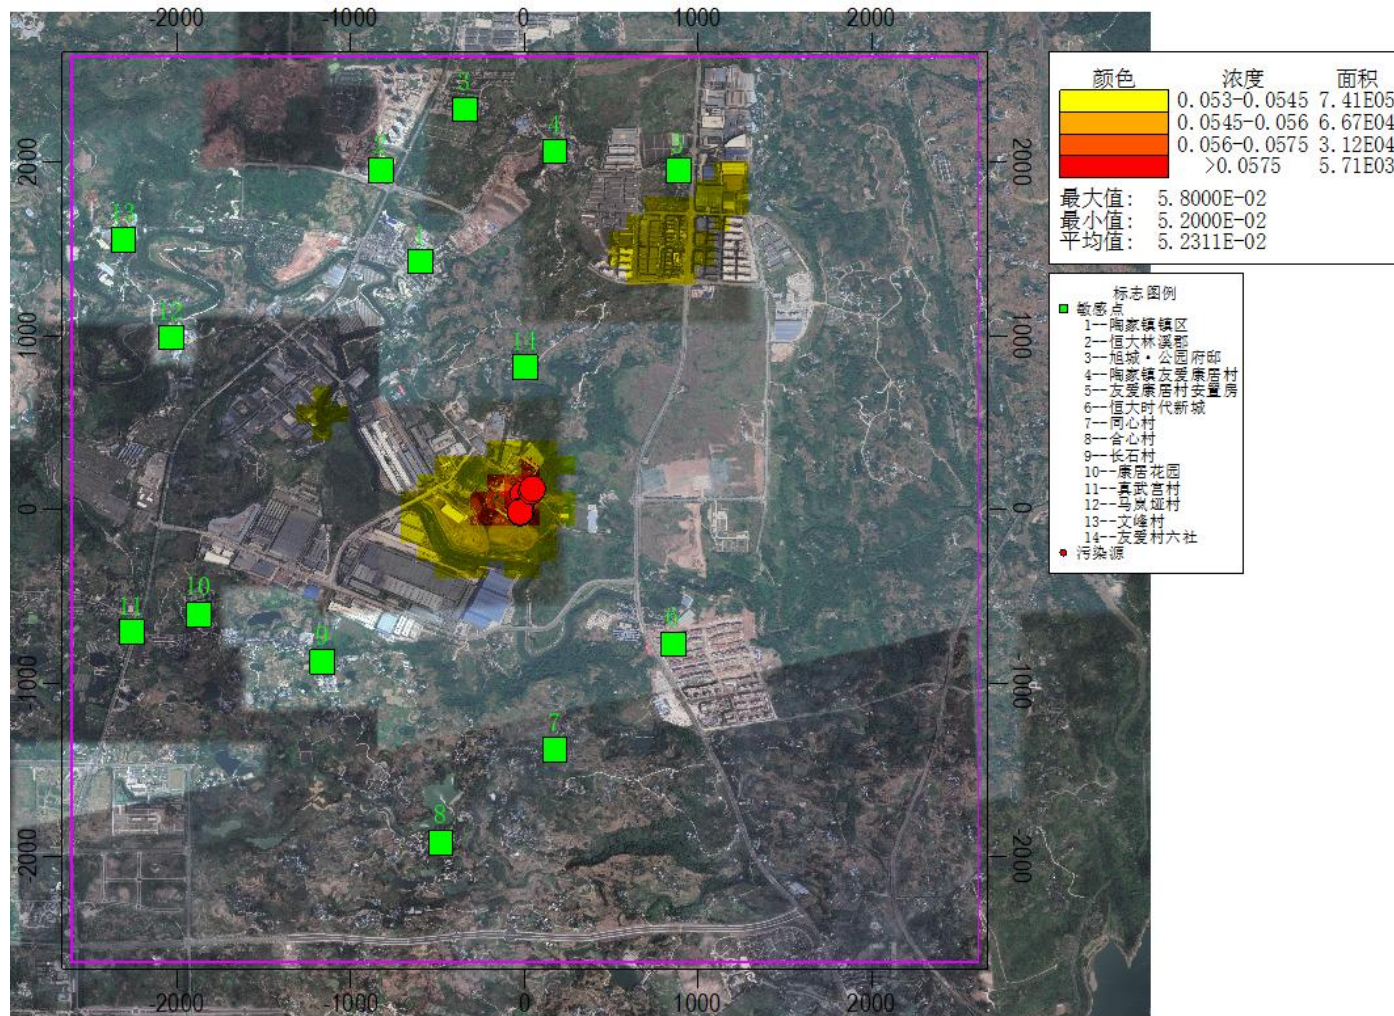 -2000 -1000 0 1000 2000
颜色 浓度 面积
0.053-0.0545 7.41E05
0.0545-0.056 6.67E04
0.056-0.0575 3.12E04
>0.0575 5.71E03
最大值: 5.8000E-02
最小值: 5.2000E-02
平均值: 5.2311E-02
标志图例
敏感点
1--陶家镇镇区
2--恒大林溪郡
3--旭城·公园府邸
4--陶家镇友爱康居村
5--友爱康居村安置房
6--恒大时代新城
7--同心村
8--合心村
9--长石村
10--康居花园
11--真武宫村
12--马岚垭村
13--文峰村
14--友爱村六社
污染源
3
4
2
5
2000
2000
13
1
12
1000
1000
14
0
0
10
11
6
9
-1000
-1000
7
8
-2000
-2000
-2000 -1000 0 1000 2000